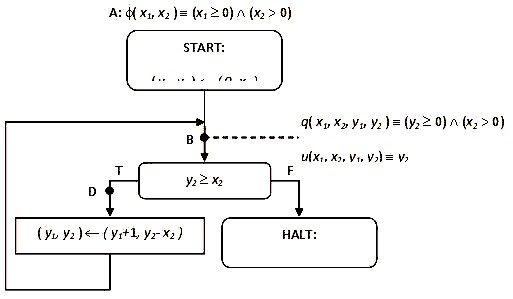 A: ϕ( x₁, x₂ ) ≡ (x₁ ≥ 0) ∧ (x₂ > 0)
START:
q( x₁, x₂, y₁, y₂ ) ≡ (y₂ ≥ 0) ∧ (x₂ > 0)
B
u(x₁, x₂, y₁, y₂) ≡ y₂
T
y₂ ≥ x₂
F
D
( y₁, y₂ ) ← ( y₁+1, y₂- x₂ )
HALT: